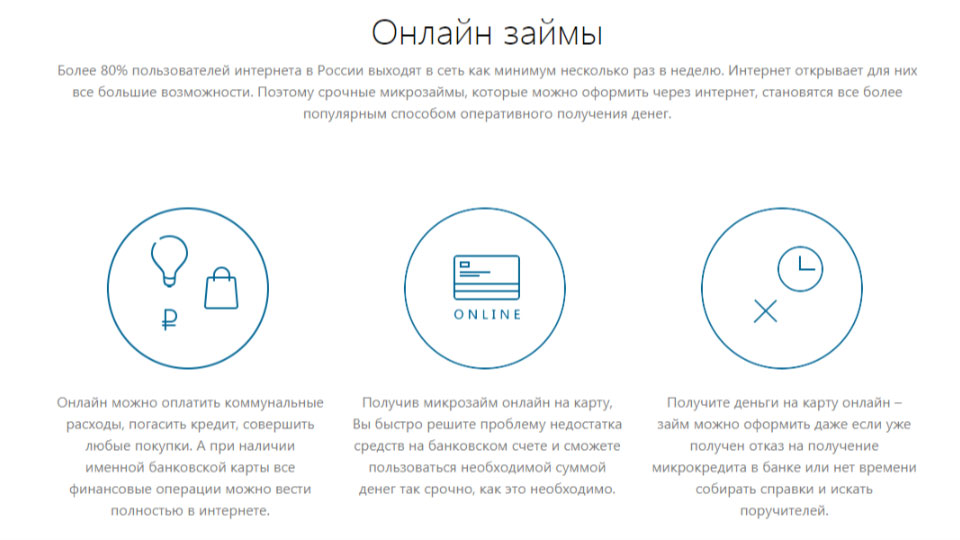 Онлайн займы
Более 80% пользователей интернета в России выходят в сеть как минимум несколько раз в неделю. Интернет открывает для них
все большие возможности. Поэтому срочные микрозаймы, которые можно оформить через интернет, становятся все более
популярным способом оперативного получения денег.
₽
ONLINE
Онлайн можно оплатить коммунальные
расходы, погасить кредит, совершить
любые покупки. А при наличии
именной банковской карты все
финансовые операции можно вести
полностью в интернете.
Получив микрозайм онлайн на карту,
Вы быстро решите проблему недостатка
средств на банковском счете и сможете
пользоваться необходимой суммой
денег так срочно, как это необходимо.
Получите деньги на карту онлайн –
займ можно оформить даже если уже
получен отказ на получение
микрокредита в банке или нет времени
собирать справки и искать
поручителей.